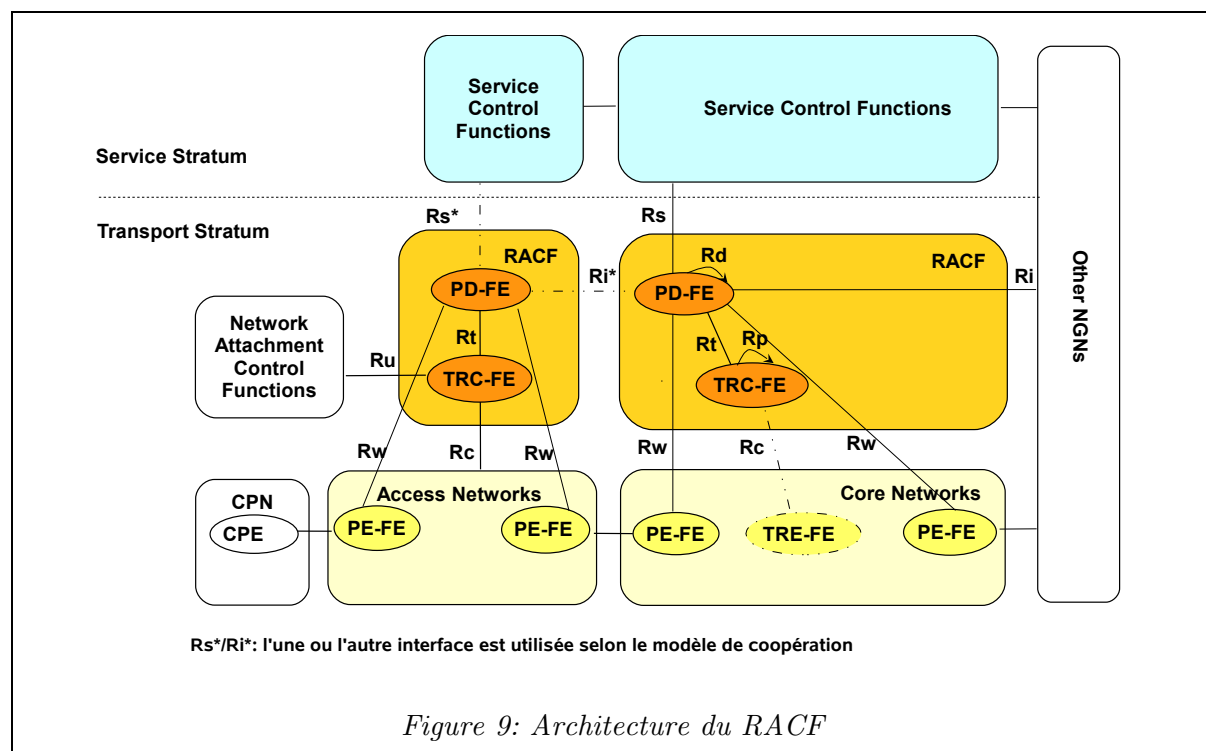 Service
Control
Functions
Service Control Functions
Service Stratum
Transport Stratum
Rs*
Rs
RACF
Rd
RACF
Ri*
Ri
PD-FE
PD-FE
Other NGNs
Network
Attachment
Control
Functions
Ru
Rt
Rt
Rp
TRC-FE
TRC-FE
Rw
Rc
Rw
Rw
Rc
Rw
CPN
CPE
Access Networks
PE-FE
PE-FE
Core Networks
PE-FE
TRE-FE
PE-FE
Rs*/Ri*: l'une ou l'autre interface est utilisée selon le modèle de coopération
Figure 9: Architecture du RACF